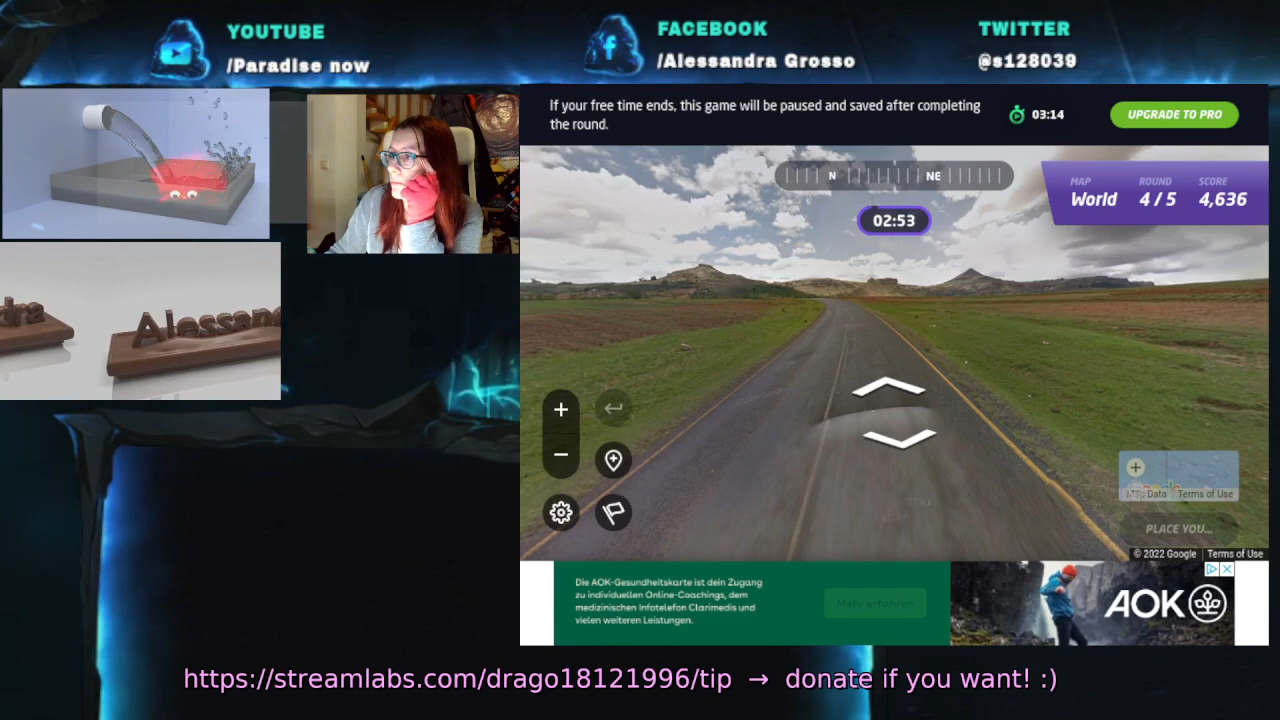 YOUTUBE
/Paradise now
FACEBOOK
/Alessandra Grosso
TWITTER
@s128039
If your free time ends, this game will be paused and saved after completing
the round.
03:14
UPGRADE TO PRO
N
NE
02:53
MAP
World
ROUND
4 / 5
SCORE
4,636
Alessand
Map Data
Terms of Use
PLACE YOU...
© 2022 Google
Terms of Use
Die AOK-Gesundheitskarte ist dein Zugang
zu individuellen Online-Coachings, dem
medizinischen Infotelefon Clarimedis und
vielen weiteren Leistungen.
Mehr erfahren
AOK
https://streamlabs.com/drago18121996/tip → donate if you want! :)